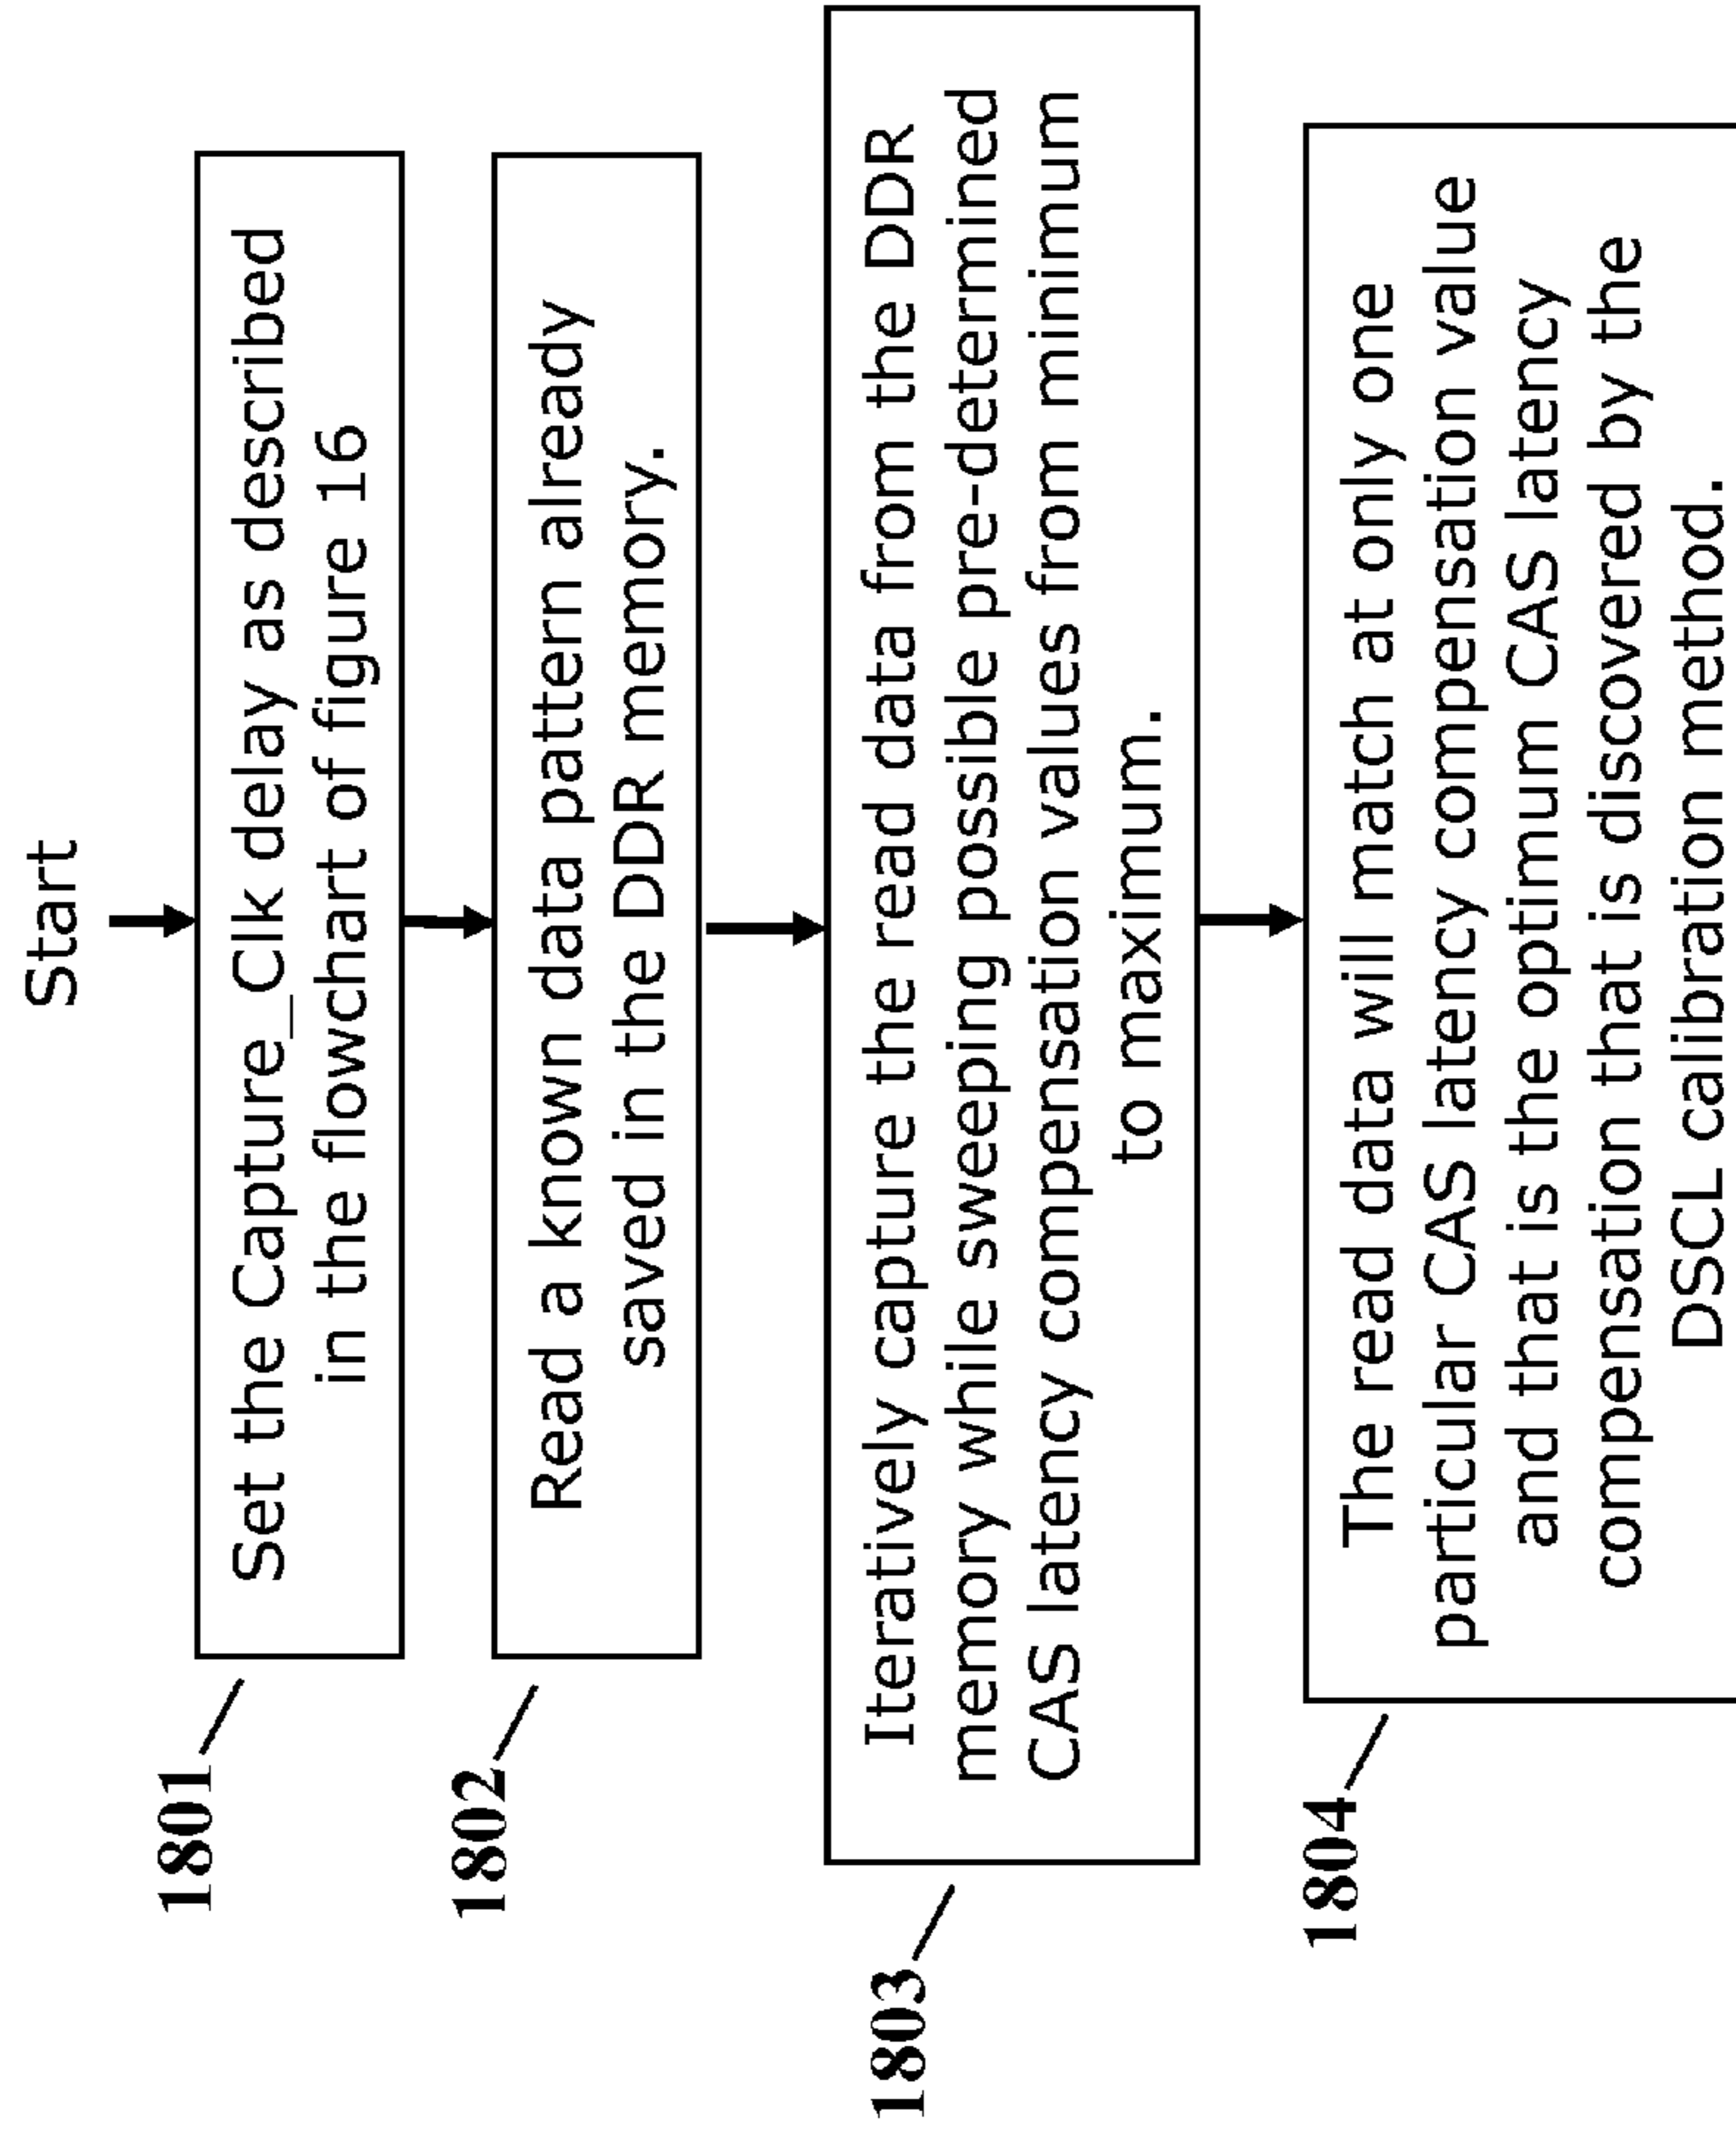 Start
1801
Set the Capture_Clk delay as described
in the flowchart of figure 16
1802
Read a known data pattern already
saved in the DDR memory.
1803
Iteratively capture the read data from the DDR
memory while sweeping possible pre-determined
CAS latency compensation values from minimum
to maximum.
1804
The read data will match at only one
particular CAS latency compensation value
and that is the optimum CAS latency
compensation that is discovered by the
DSCL calibration method.